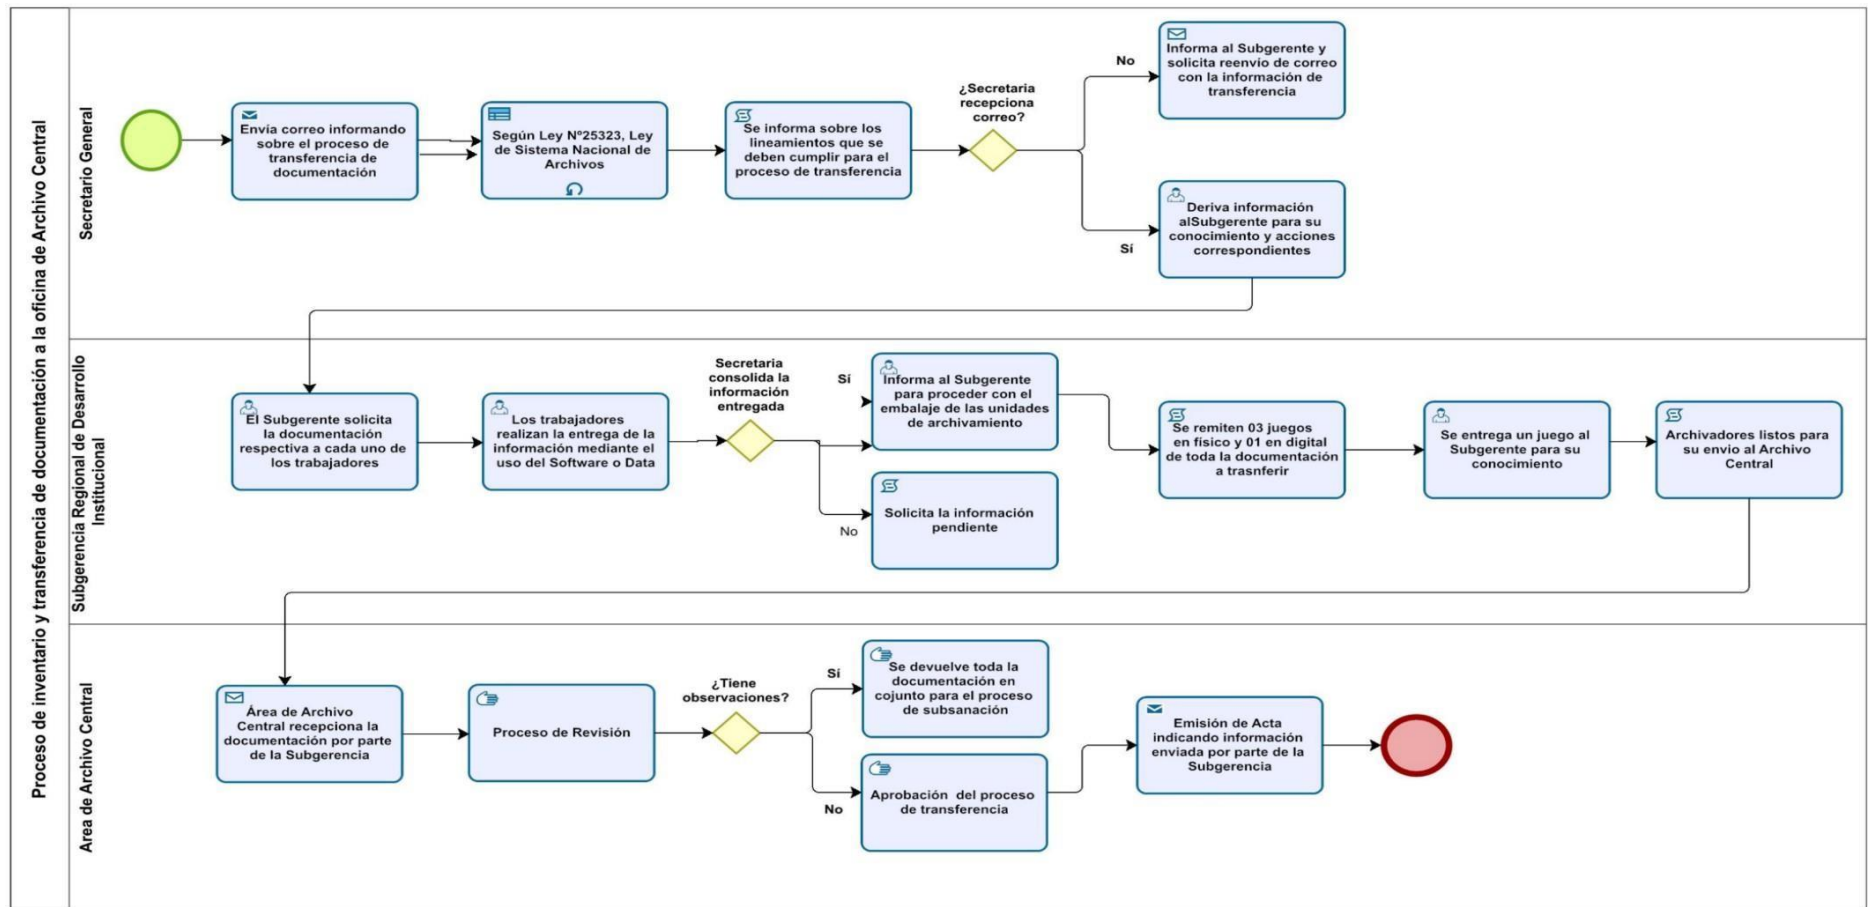 Proceso de inventario y transferencia de documentación a la oficina de Archivo Central
Secretario General
Envía correo informando
sobre el proceso de
transferencia de
documentación
Según Ley Nº25323, Ley
de Sistema Nacional de
Archivos
Se informa sobre los
lineamientos que se
deben cumplir para el
proceso de transferencia
¿Secretaria
recepciona
correo?
No
Informa al Subgerente y
solicita reenvío de correo
con la información de
transferencia
Sí
Deriva información
alSubgerente para su
conocimiento y acciones
correspondientes
Subgerencia Regional de Desarrollo
Institucional
El Subgerente solicita
la documentación
respectiva a cada uno de
los trabajadores
Los trabajadores
realizan la entrega de la
información mediante el
uso del Software o Data
Secretaria
consolida la
información
entregada
Sí
Informa al Subgerente
para proceder con el
embalaje de las unidades
de archivamiento
No
Solicita la información
pendiente
Se remiten 03 juegos
en físico y 01 en digital
de toda la documentación
a trasnferir
Se entrega un juego al
Subgerente para su
conocimiento
Archivadores listos para
su envio al Archivo
Central
Area de Archivo Central
Área de Archivo
Central recepciona la
documentación por parte
de la Subgerencia
Proceso de Revisión
¿Tiene
observaciones?
Sí
Se devuelve toda la
documentación en
cojunto para el proceso
de subsanación
No
Aprobación del proceso
de transferencia
Emisión de Acta
indicando información
enviada por parte de la
Subgerencia